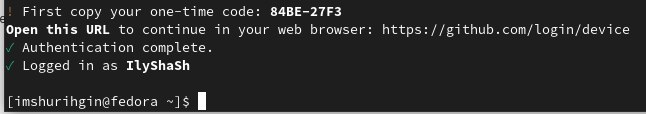 ! First copy your one-time code: 84BE-27F3
Open this URL to continue in your web browser: https://github.com/login/device
✓ Authentication complete.
✓ Logged in as IlyShaSh
[imshurihgin@fedora ~]$